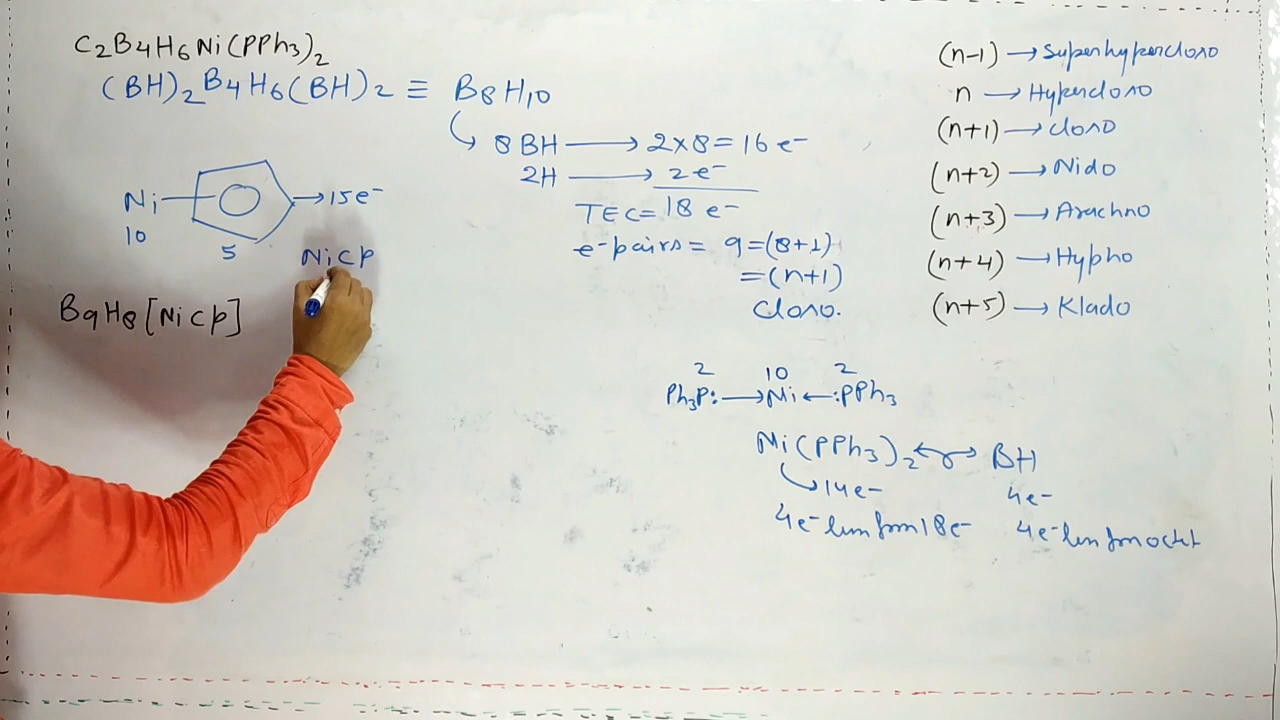 C2B4H6Ni(PPh3)2
(BH)2B4H6(BH)2 ≡ B8H10
8BH → 2×8=16e-
2H → 2e-
TEC= 18 e-
e-pairs = 9=(8+1)
=(n+1)
Closo.
Ni → 15e-
10
5
NiCp
B9H8[NiCp]
2 10 2
Ph3P: → Ni ← :PPh3
Ni(PPh3)2 ↔ BH
14e-
4e-
4e- less from 18e-
4e- less from octet
(n-1) → Superhypercloso
n → Hypercloso
(n+1) → closo
(n+2) → Nido
(n+3) → Arachno
(n+4) → Hypho
(n+5) → Klado